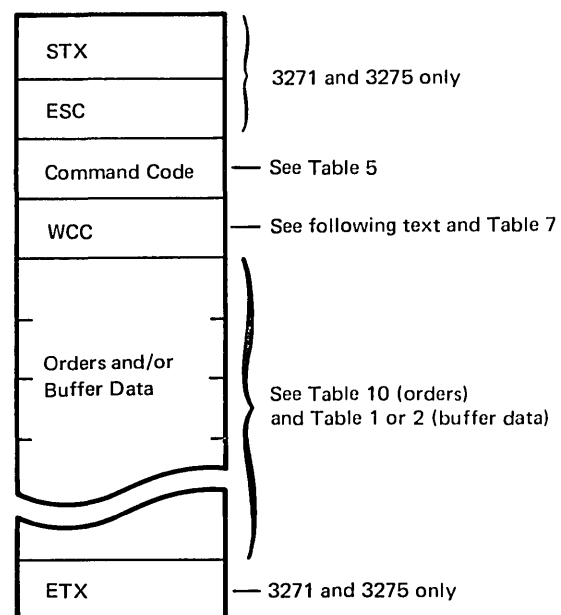 STX
3271 and 3275 only
ESC
Command Code
See Table 5
WCC
See following text and Table 7
Orders and/or
Buffer Data
See Table 10 (orders)
and Table 1 or 2 (buffer data)
ETX
3271 and 3275 only